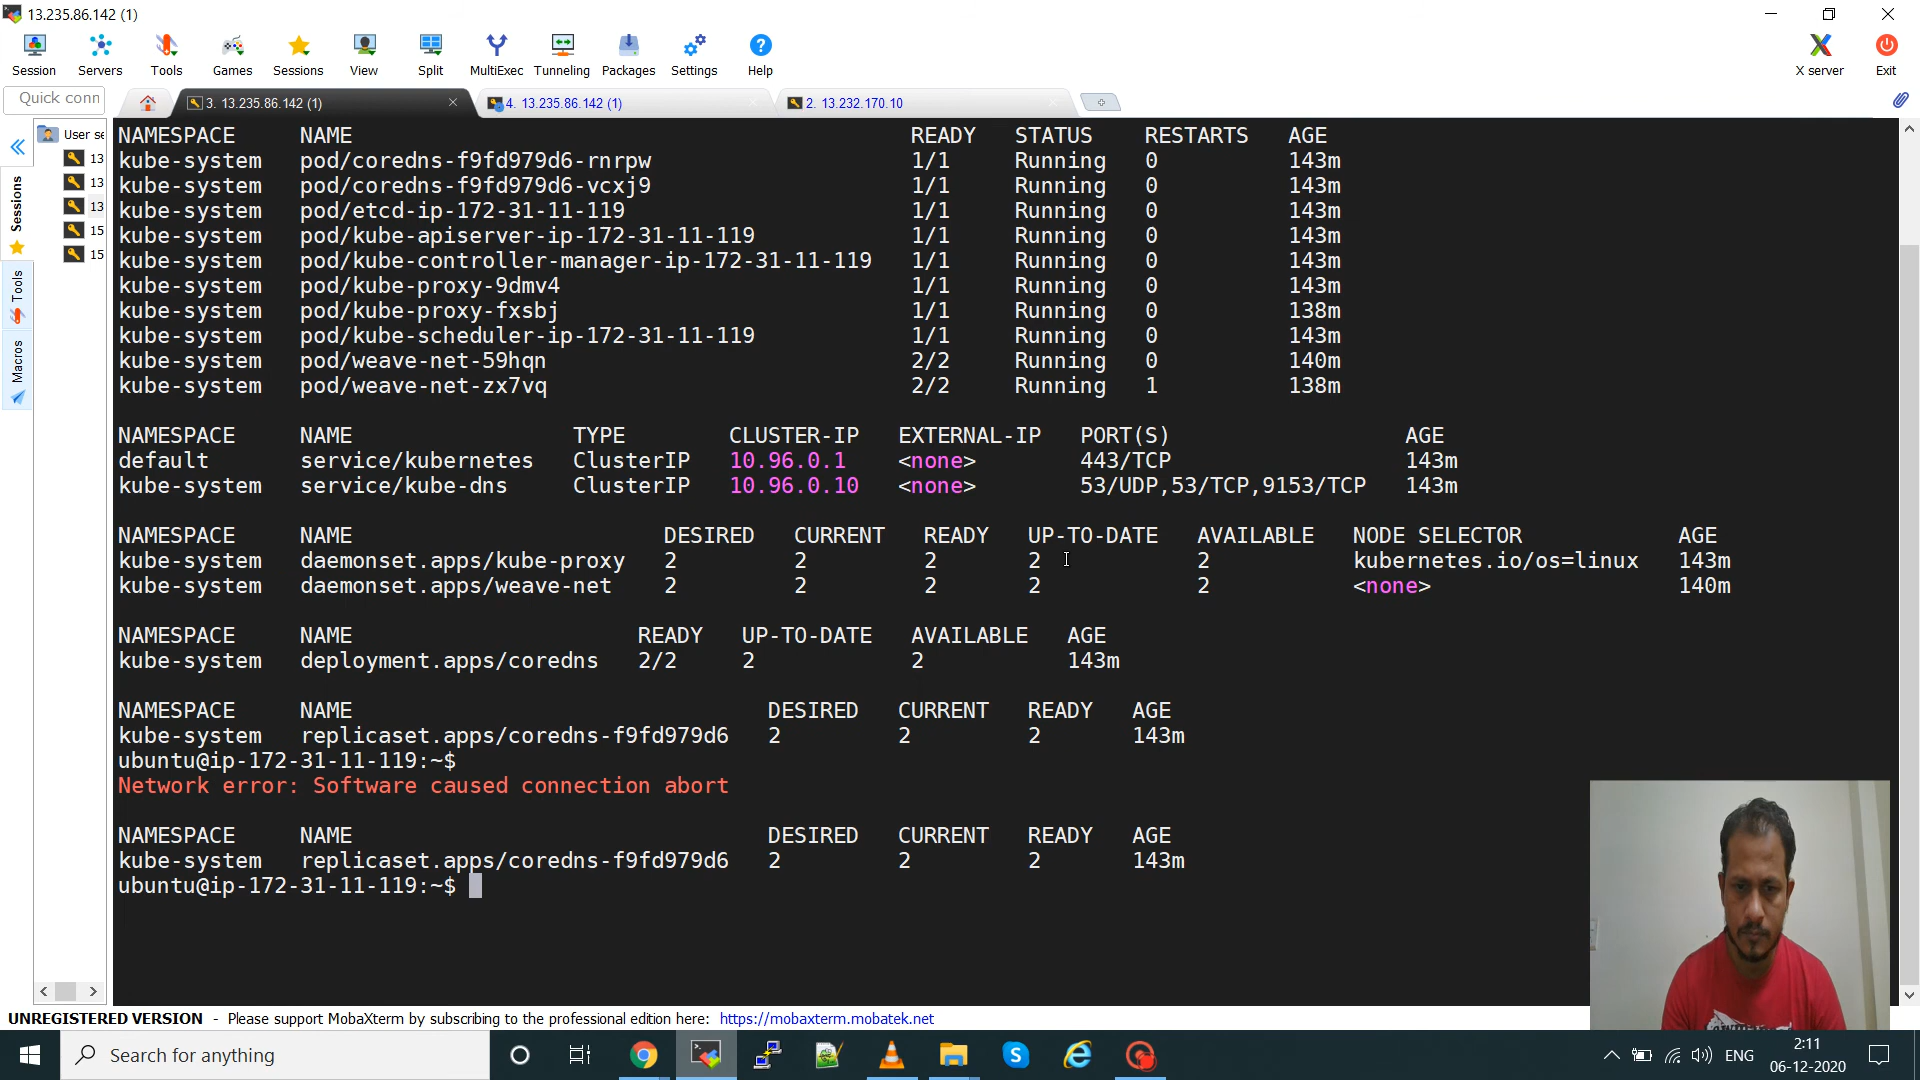 13.235.86.142 (1)
Session Servers Tools Games Sessions View Split MultiExec Tunneling Packages Settings Help X server Exit
Quick conn
3. 13.235.86.142 (1)
4. 13.235.86.142 (1)
2. 13.232.170.10
User se
13
13
13
15
15
Sessions
Tools
Macros
NAMESPACE NAME READY STATUS RESTARTS AGE
kube-system pod/coredns-f9fd979d6-rnrpw 1/1 Running 0 143m
kube-system pod/coredns-f9fd979d6-vcxj9 1/1 Running 0 143m
kube-system pod/etcd-ip-172-31-11-119 1/1 Running 0 143m
kube-system pod/kube-apiserver-ip-172-31-11-119 1/1 Running 0 143m
kube-system pod/kube-controller-manager-ip-172-31-11-119 1/1 Running 0 143m
kube-system pod/kube-proxy-9dmv4 1/1 Running 0 143m
kube-system pod/kube-proxy-fxsbj 1/1 Running 0 138m
kube-system pod/kube-scheduler-ip-172-31-11-119 1/1 Running 0 143m
kube-system pod/weave-net-59hqn 2/2 Running 0 140m
kube-system pod/weave-net-zx7vq 2/2 Running 1 138m
NAMESPACE NAME TYPE CLUSTER-IP EXTERNAL-IP PORT(S) AGE
default service/kubernetes ClusterIP 10.96.0.1 <none> 443/TCP 143m
kube-system service/kube-dns ClusterIP 10.96.0.10 <none> 53/UDP,53/TCP,9153/TCP 143m
NAMESPACE NAME DESIRED CURRENT READY UP-TO-DATE AVAILABLE NODE SELECTOR AGE
kube-system daemonset.apps/kube-proxy 2 2 2 2 2 kubernetes.io/os=linux 143m
kube-system daemonset.apps/weave-net 2 2 2 2 2 <none> 140m
NAMESPACE NAME READY UP-TO-DATE AVAILABLE AGE
kube-system deployment.apps/coredns 2/2 2 2 143m
NAMESPACE NAME DESIRED CURRENT READY AGE
kube-system replicaset.apps/coredns-f9fd979d6 2 2 2 143m
ubuntu@ip-172-31-11-119:~$
Network error: Software caused connection abort
NAMESPACE NAME DESIRED CURRENT READY AGE
kube-system replicaset.apps/coredns-f9fd979d6 2 2 2 143m
ubuntu@ip-172-31-11-119:~$
UNREGISTERED VERSION - Please support MobaXterm by subscribing to the professional edition here: https://mobaxterm.mobatek.net
Search for anything
ENG
2:11
06-12-2020